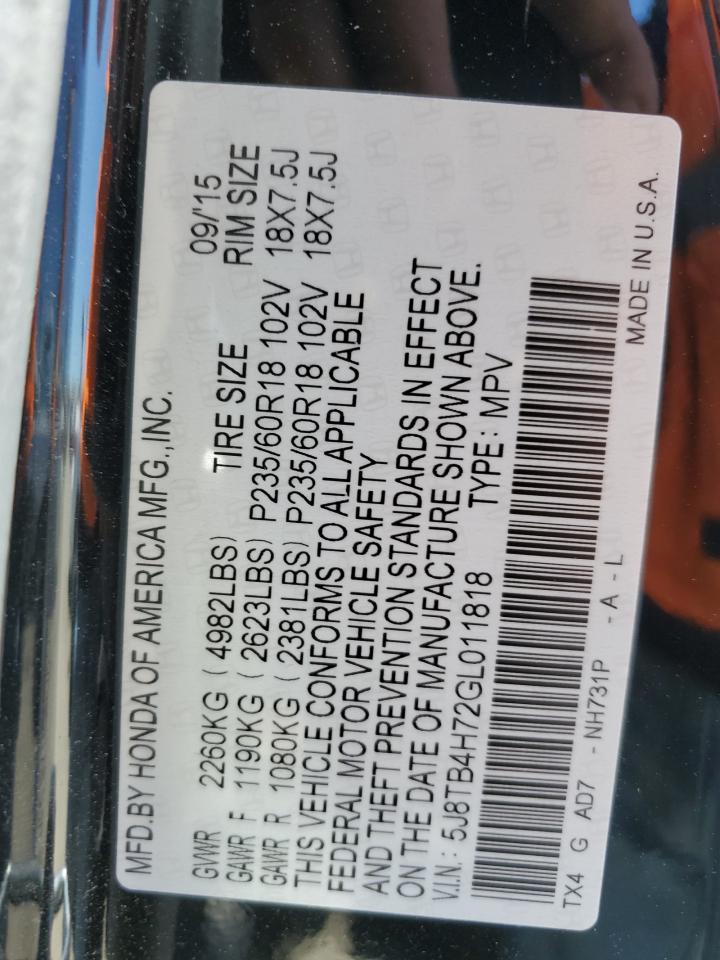 MFD.BY HONDA OF AMERICA MFG.,INC.
09/'15
GVWR 2260KG ( 4982LBS) TIRE SIZE RIM SIZE
GAWR F 1190KG ( 2623LBS) P235/60R18 102V 18X7.5J
GAWR R 1080KG ( 2381LBS) P235/60R18 102V 18X7.5J
THIS VEHICLE CONFORMS TO ALL APPLICABLE
FEDERAL MOTOR VEHICLE SAFETY
AND THEFT PREVENTION STANDARDS IN EFFECT
ON THE DATE OF MANUFACTURE SHOWN ABOVE.
V.I.N.: 5J8TB4H72GL011818 TYPE: MPV
TX4 G AD7 - NH731P - A - L MADE IN U.S.A.